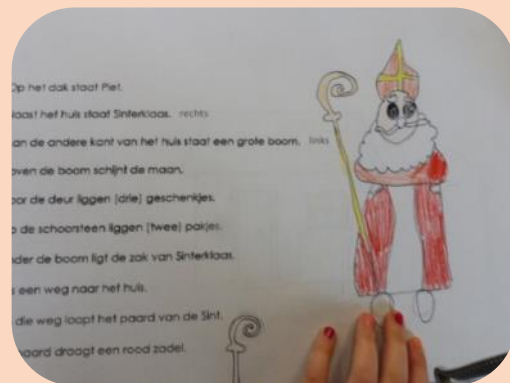 Op het dak staat Piet.
aast het huis staat Sinterklaas. rechts
an de andere kant van het huis staat een grote boom. links
oven de boom schijnt de maan.
oor de deur liggen (drie) geschenkjes.
p de schoorsteen liggen (twee) pakjes.
nder de boom ligt de zak van Sinterklaas.
s een weg naar het huis.
die weg loopt het paard van de Sint.
paard draagt een rood zadel.